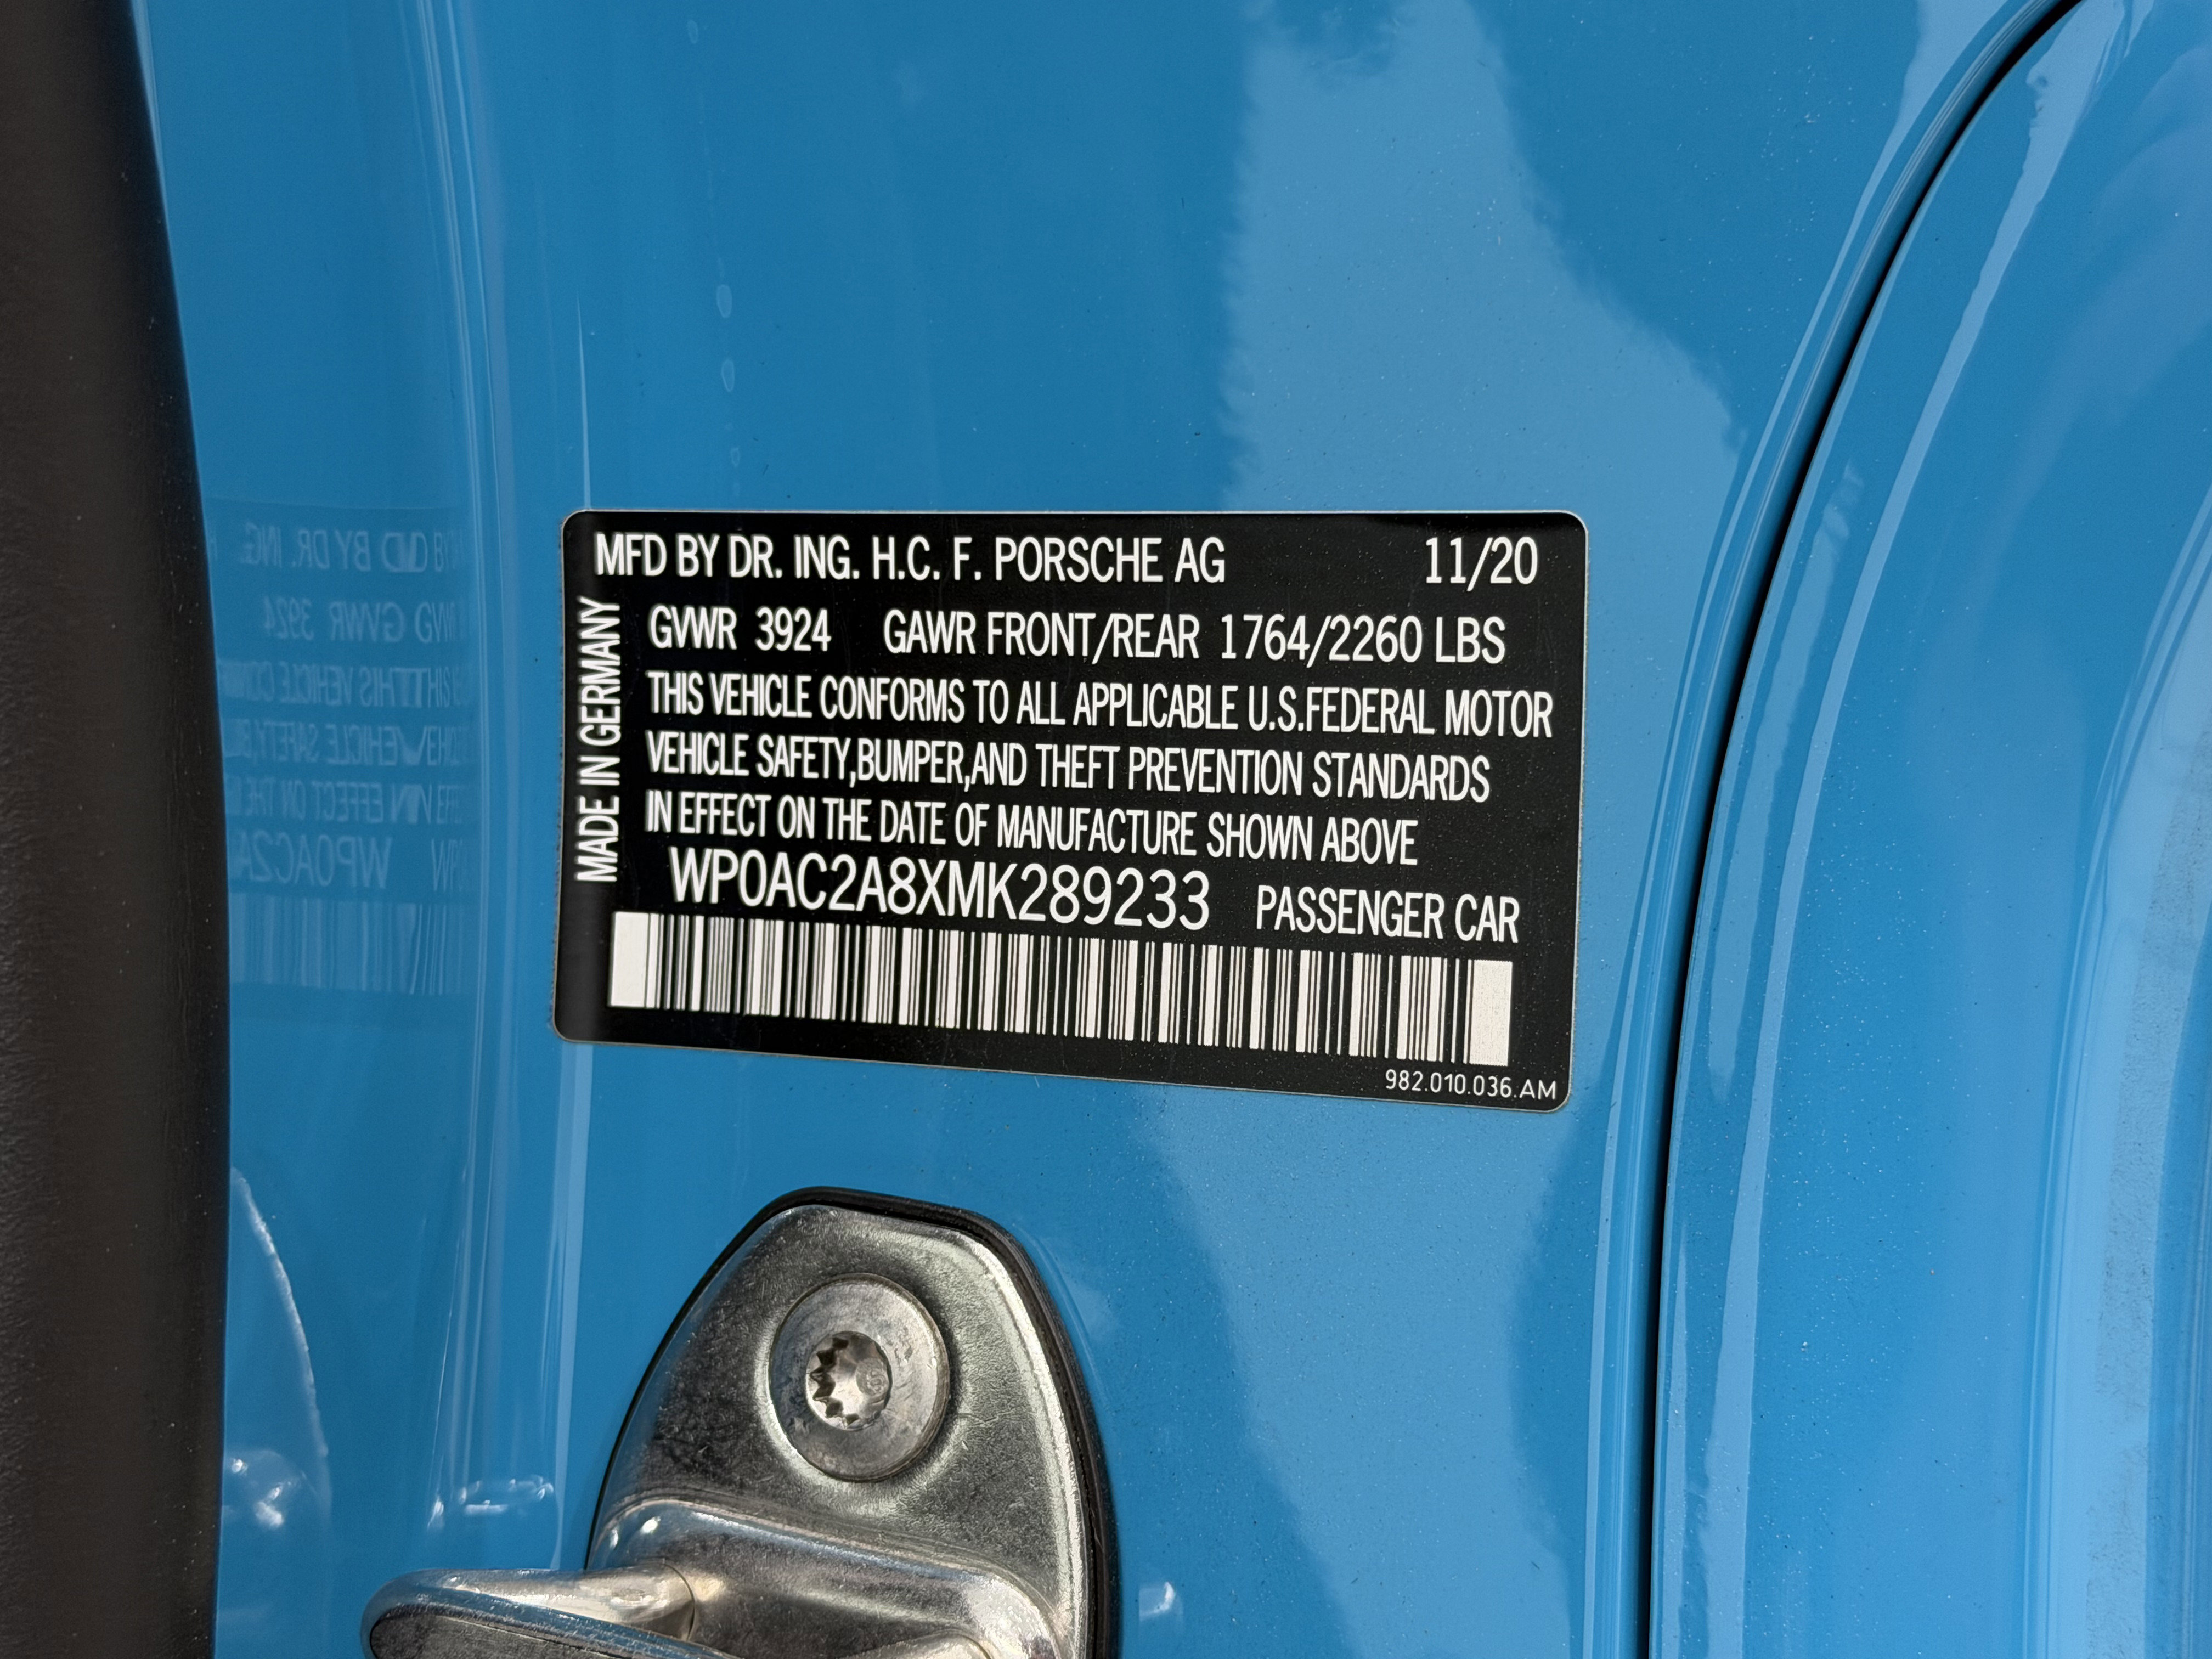 MFD BY DR. ING. H.C. F. PORSCHE AG 11/20
MADE IN GERMANY
GVWR 3924 GAWR FRONT/REAR 1764/2260 LBS
THIS VEHICLE CONFORMS TO ALL APPLICABLE U.S.FEDERAL MOTOR
VEHICLE SAFETY,BUMPER,AND THEFT PREVENTION STANDARDS
IN EFFECT ON THE DATE OF MANUFACTURE SHOWN ABOVE
WP0AC2A8XMK289233 PASSENGER CAR
982.010.036.AM